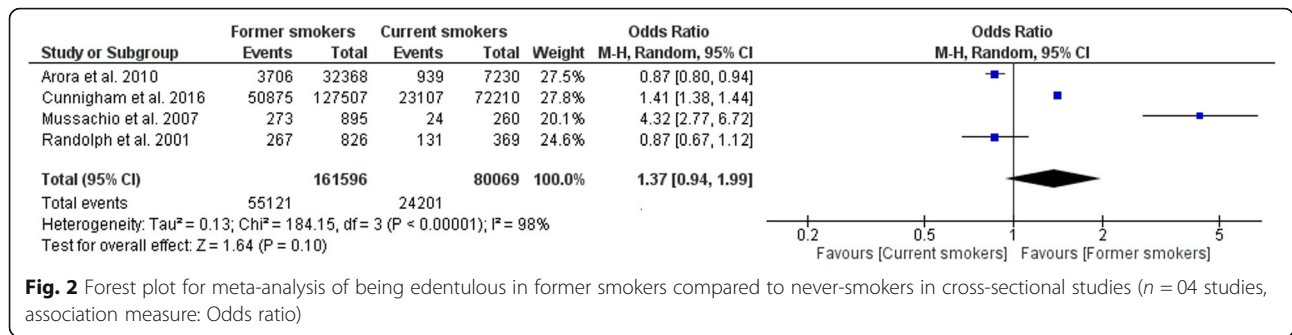 Former smokers Current smokers Odds Ratio Odds Ratio
Study or Subgroup Events Total Events Total Weight M-H, Random, 95% CI M-H, Random, 95% CI
Arora et al. 2010 3706 32368 939 7230 27.5% 0.87 [0.80, 0.94]
Cunnigham et al. 2016 50875 127507 23107 72210 27.8% 1.41 [1.38, 1.44]
Mussachio et al. 2007 273 895 24 260 20.1% 4.32 [2.77, 6.72]
Randolph et al. 2001 267 826 131 369 24.6% 0.87 [0.67, 1.12]
Total (95% CI) 161596 80069 100.0% 1.37 [0.94, 1.99]
Total events 55121 24201
Heterogeneity: Tau² = 0.13; Chi² = 184.15, df = 3 (P < 0.00001); I² = 98%
Test for overall effect: Z = 1.64 (P = 0.10)
0.2 0.5 1 2 5
Favours [Current smokers] Favours [Former smokers]
Fig. 2 Forest plot for meta-analysis of being edentulous in former smokers compared to never-smokers in cross-sectional studies (n = 04 studies,
association measure: Odds ratio)